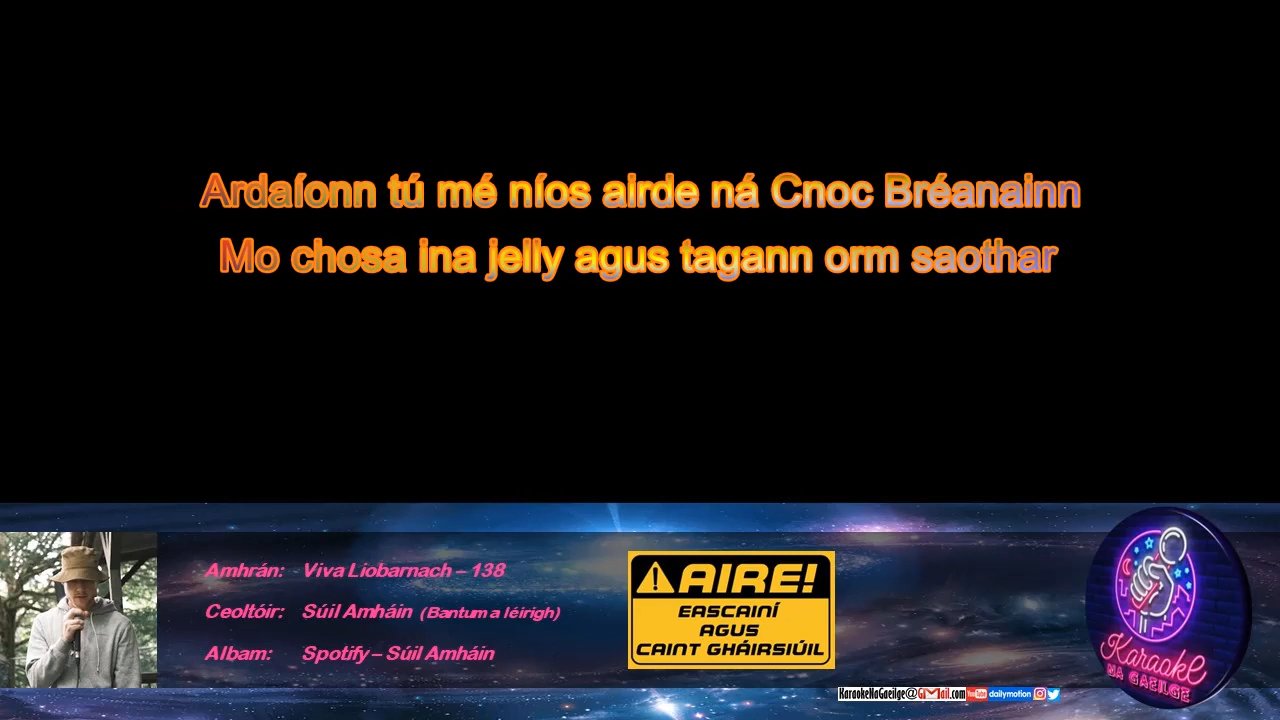 Ardaíonn tú mé níos airde ná Cnoc Bréanainn
Mo chosa ina jelly agus tagann orm saothar
Amhrán: Viva Liobarnach – 138
Ceoltóir: Súil Amháin (Bantum a léirigh)
Albam: Spotify – Súil Amháin
AIRE!
EASCAINÍ
AGUS
CAINT GHÁIRSIÚIL
Karaoke
NA GAEILGE
KaraokeNaGaeilge@GMail.com YouTube dailymotion